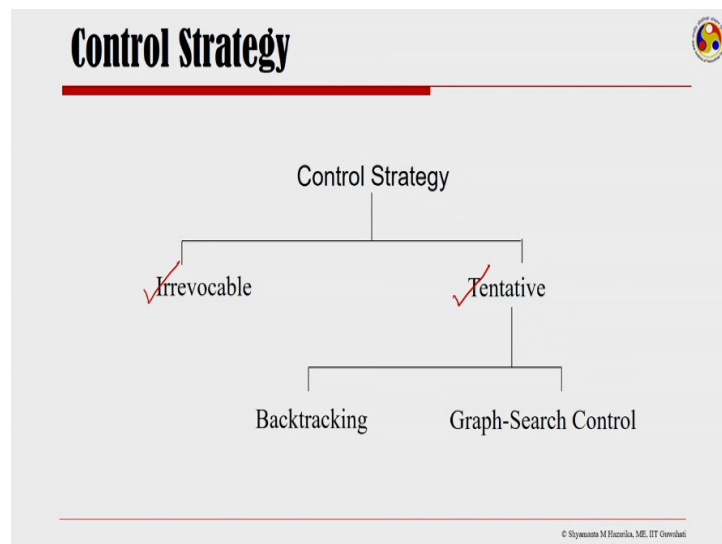 Control Strategy
Control Strategy
Irrevocable
Tentative
Backtracking
Graph-Search Control
© Shyamanta M Hazarika, ME, IIT Guwahati